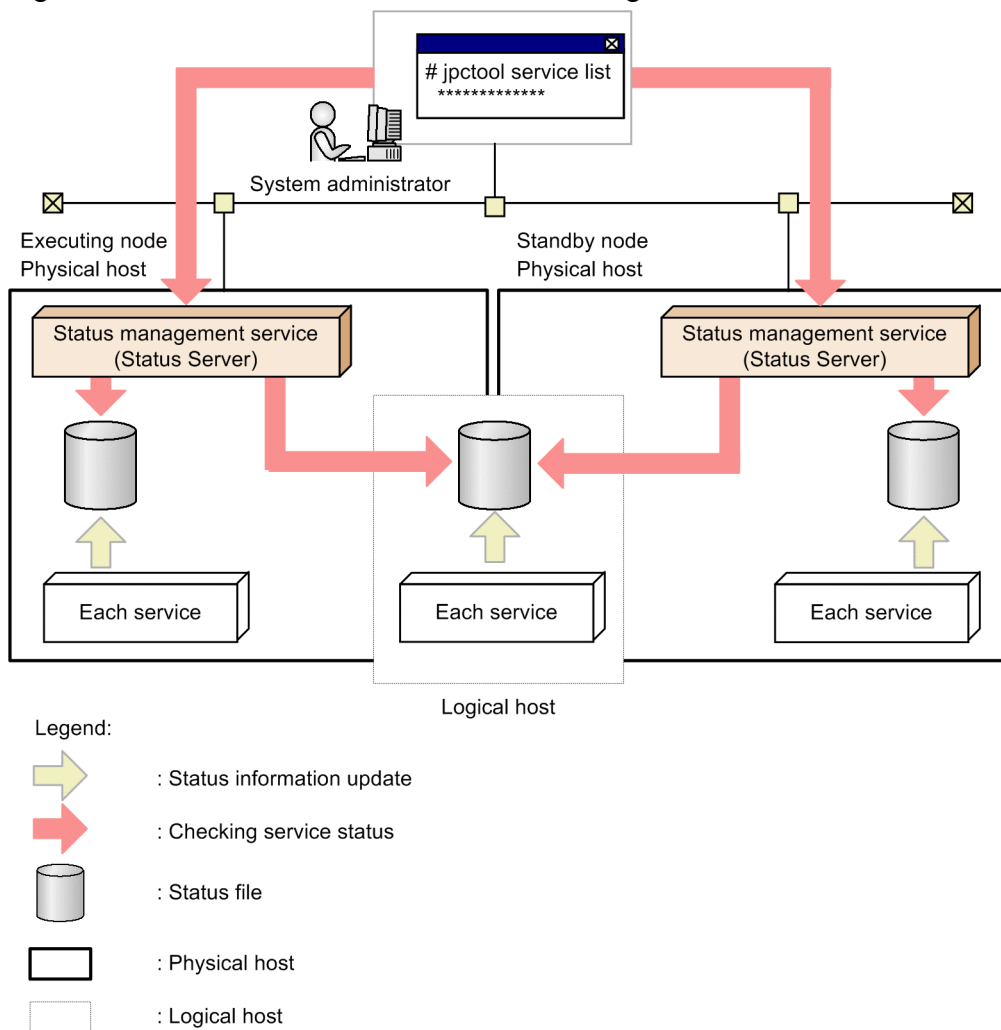 # jpctool service list
*************
System administrator
Executing node
Physical host
Standby node
Physical host
Status management service
(Status Server)
Status management service
(Status Server)
Each service
Each service
Each service
Logical host
Legend:
: Status information update
: Checking service status
: Status file
: Physical host
: Logical host